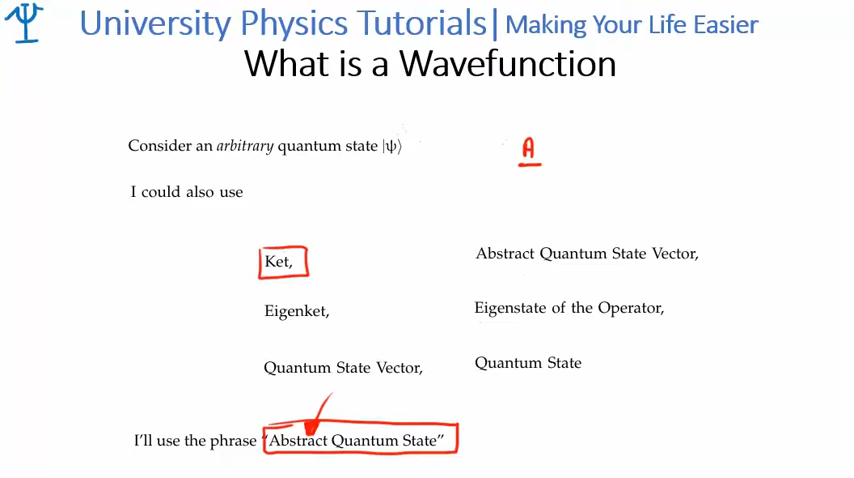 University Physics Tutorials| Making Your Life Easier
What is a Wavefunction
Consider an arbitrary quantum state |ψ⟩
A
I could also use
Ket,
Abstract Quantum State Vector,
Eigenket,
Eigenstate of the Operator,
Quantum State Vector,
Quantum State
I'll use the phrase “Abstract Quantum State”